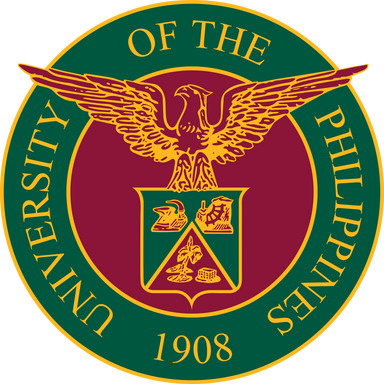 UNIVERSITY OF THE PHILIPPINES
1908